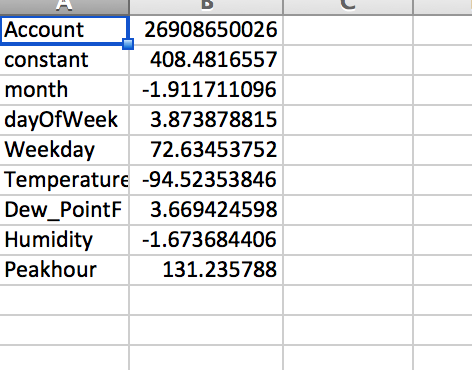 A B C
Account 26908650026
constant 408.4816557
month -1.911711096
dayOfWeek 3.873878815
Weekday 72.63453752
Temperature -94.52353846
Dew_PointF 3.669424598
Humidity -1.673684406
Peakhour 131.235788